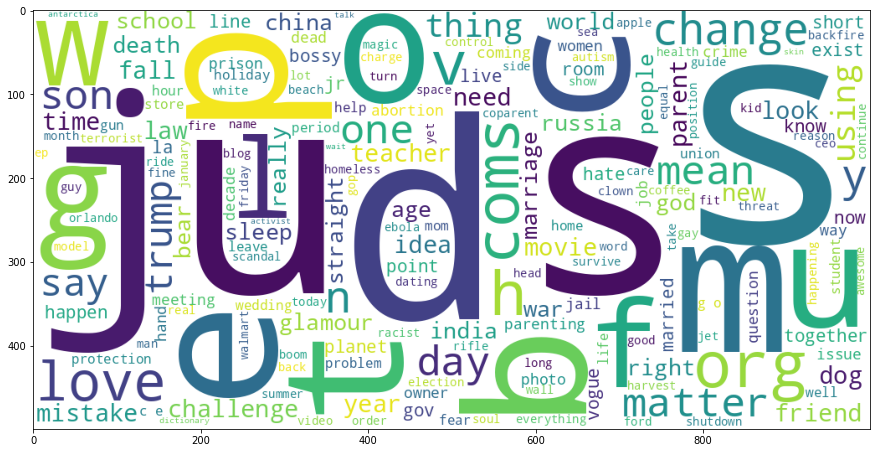 0
100
200
300
400
0 200 400 600 800
antarctica
w
school
line
china
talk
thing
world
apple
change
short
death
dead
magic
control
coming
sea
women
health
crime
backfire
skin
exist
fall
prison
bossy
charge
side
autism
room
guide
holiday
lot
jr
turn
v
live
show
people
parent
look
using
son
hour
store
white
beach
space
need
equal
position
kid
know
continue
time
gun
fire
name
period
help
abortion
yet
coparent
russia
union
reason
ceo
month
terrorist
law
really
one
teacher
coms
marriage
hate
care
mean
ep
la
ride
fine
blog
wait
homeless
gop
clown
job
coffee
new
y
guy
january
decade
friday
straight
age
god
fit
threat
g
orlando
bear
activist
sleep
ebola
mom
idea
movie
home
word
take
gay
now
way
model
trump
leave
scandal
point
dating
head
survive
student
happening
awesome
say
meeting
wedding
today
n
h
war
jail
married
g o
question
u
happen
hand
real
glamour
india
parenting
good
jet
together
man
walmart
racist
rifle
f
life
m
protection
boom
back
planet
problem
day
long
photo
right
org
issue
dog
love
summer
election
owner
wall
vogue
harvest
well
mistake
c e
challenge
year
gov
fear
soul
everything
b
matter
friend
dictionary
video
order
t
ford
shutdown
j
u
d
s
S
o
c
q
l
e